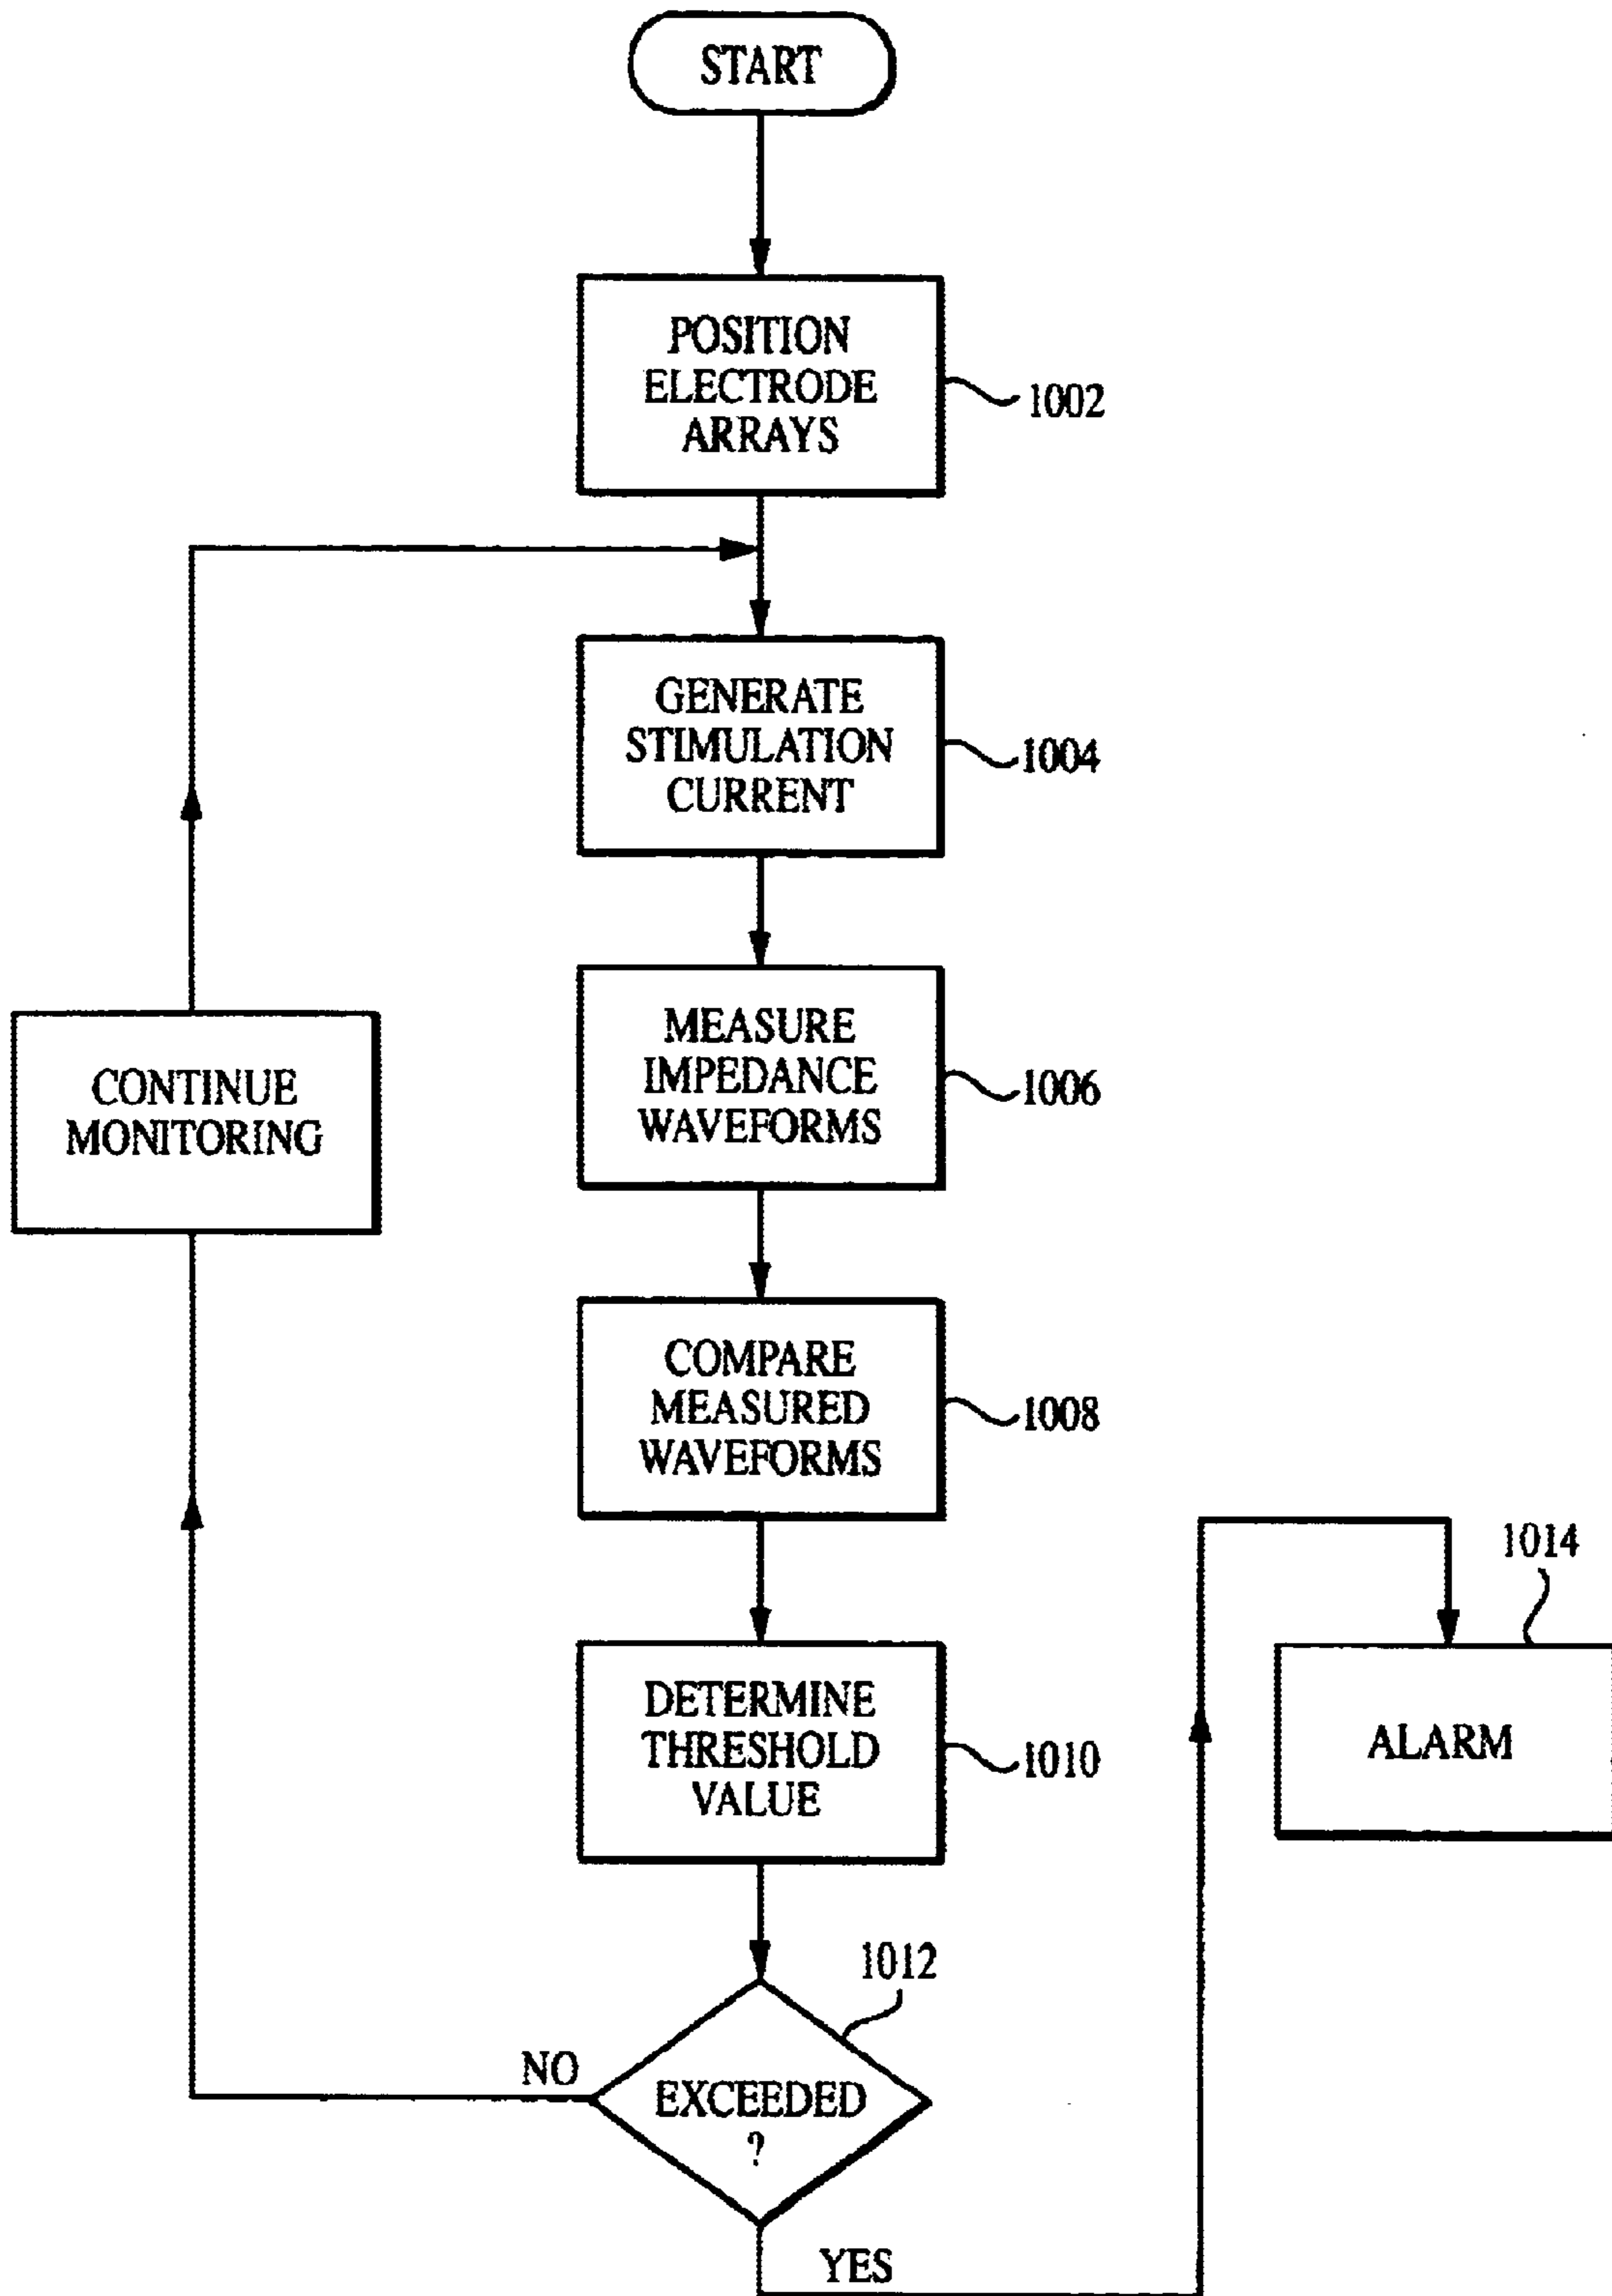 START
POSITION
ELECTRODE
ARRAYS
1002
GENERATE
STIMULATION
CURRENT
1004
MEASURE
IMPEDANCE
WAVEFORMS
1006
CONTINUE
MONITORING
COMPARE
MEASURED
WAVEFORMS
1008
DETERMINE
THRESHOLD
VALUE
1010
1014
ALARM
1012
NO
EXCEEDED
?
YES